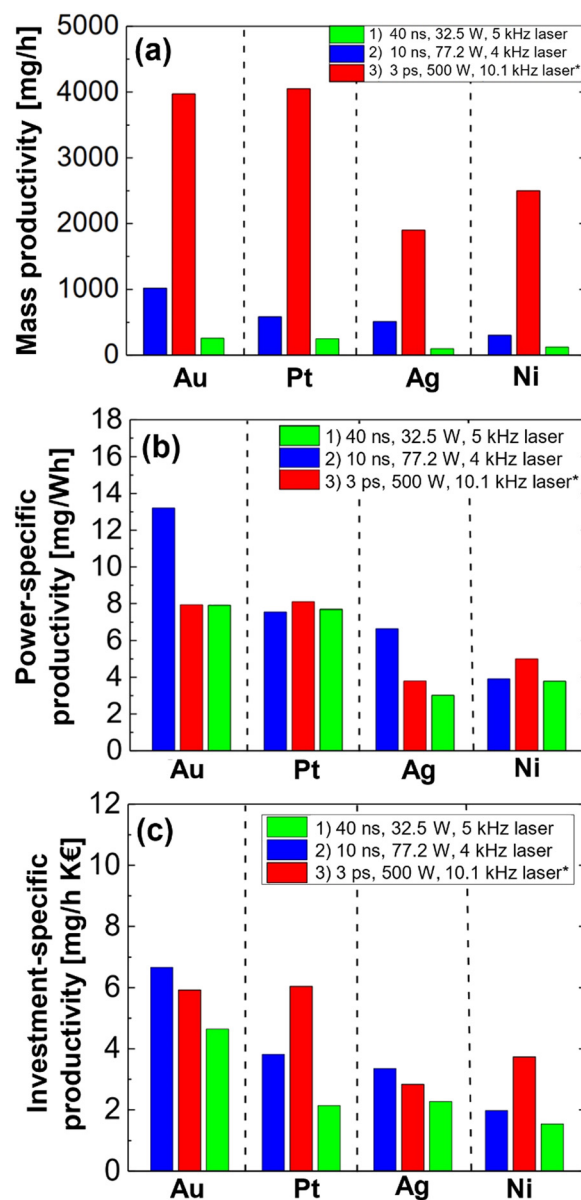 (a)
1) 40 ns, 32.5 W, 5 kHz laser
2) 10 ns, 77.2 W, 4 kHz laser
3) 3 ps, 500 W, 10.1 kHz laser*
Mass productivity [mg/h]
5000
4000
3000
2000
1000
0
Au Pt Ag Ni
(b)
1) 40 ns, 32.5 W, 5 kHz laser
2) 10 ns, 77.2 W, 4 kHz laser
3) 3 ps, 500 W, 10.1 kHz laser*
Power-specific
productivity [mg/Wh]
18
16
14
12
10
8
6
4
2
0
Au Pt Ag Ni
(c)
1) 40 ns, 32.5 W, 5 kHz laser
2) 10 ns, 77.2 W, 4 kHz laser
3) 3 ps, 500 W, 10.1 kHz laser*
Investment-specific
productivity [mg/h K€]
12
10
8
6
4
2
0
Au Pt Ag Ni